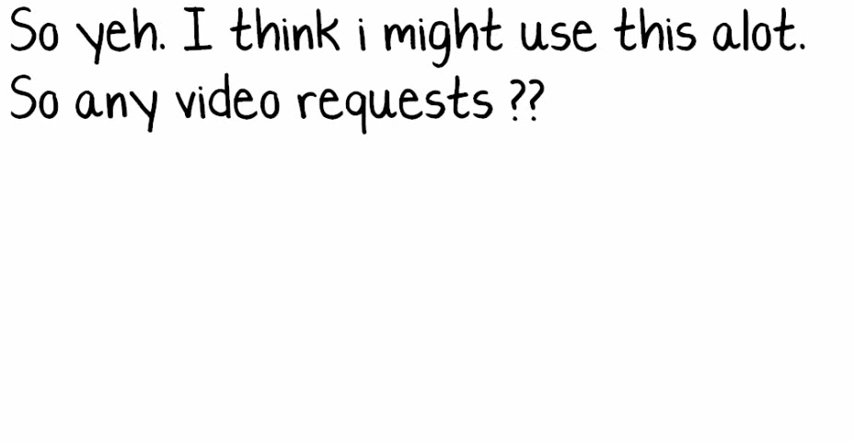 So yeh. I think i might use this alot.
So any video requests ??